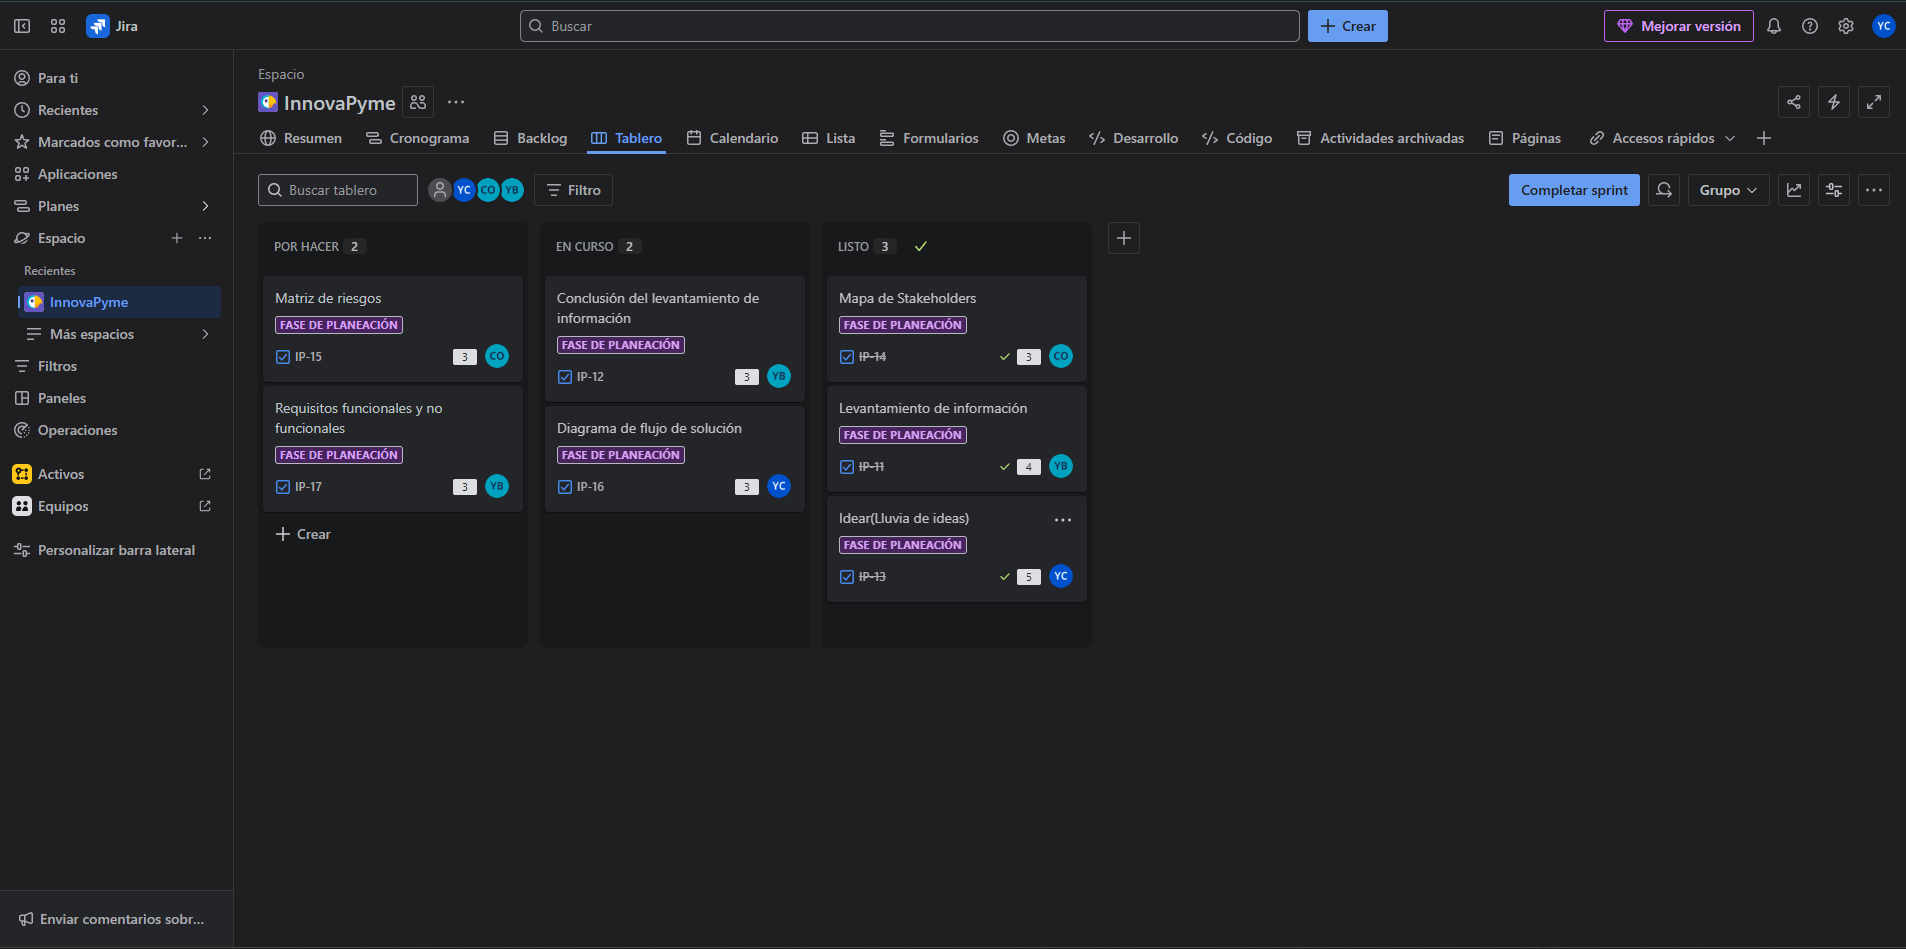 Jira
Buscar
Crear
Mejorar versión
YC
Para ti
Recientes
Marcados como favor...
Aplicaciones
Planes
Espacio
Recientes
InnovaPyme
Más espacios
Filtros
Paneles
Operaciones
Activos
Equipos
Personalizar barra lateral
Enviar comentarios sobr...
Espacio
InnovaPyme
Resumen
Cronograma
Backlog
Tablero
Calendario
Lista
Formularios
Metas
Desarrollo
Código
Actividades archivadas
Páginas
Accesos rápidos
Buscar tablero
YC CO YB
Filtro
Completar sprint
Grupo
POR HACER 2
Matriz de riesgos
FASE DE PLANEACIÓN
IP-15 3 CO
Requisitos funcionales y no
funcionales
FASE DE PLANEACIÓN
IP-17 3 YB
Crear
EN CURSO 2
Conclusión del levantamiento de
información
FASE DE PLANEACIÓN
IP-12 3 YB
Diagrama de flujo de solución
FASE DE PLANEACIÓN
IP-16 3 YC
LISTO 3
Mapa de Stakeholders
FASE DE PLANEACIÓN
IP-14 3 CO
Levantamiento de información
FASE DE PLANEACIÓN
IP-11 4 YB
Idear(Lluvia de ideas)
FASE DE PLANEACIÓN
IP-13 5 YC